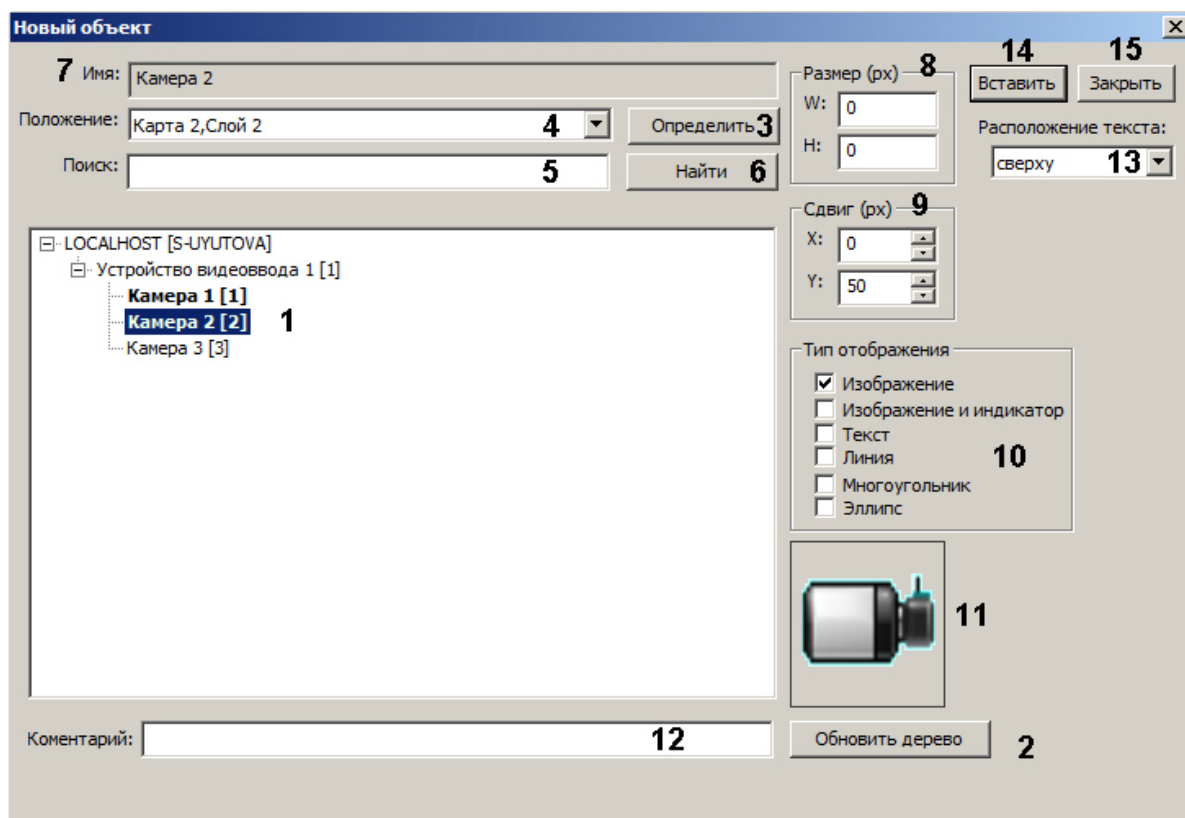 Новый объект
7 Имя: Камера 2
Положение: Карта 2,Слой 2 4 Определить 3
Поиск: 5 Найти 6
Размер (px) 8
W: 0
H: 0
14 15
Вставить Закрыть
Расположение текста:
сверху 13
Сдвиг (px) 9
X: 0
Y: 50
LOCALHOST [S-UYUTOVA]
Устройство видеоввода 1 [1]
Камера 1 [1]
Камера 2 [2] 1
Камера 3 [3]
Тип отображения
Изображение
Изображение и индикатор
Текст
Линия
10
Многоугольник
Эллипс
11
Коментарий: 12
Обновить дерево 2